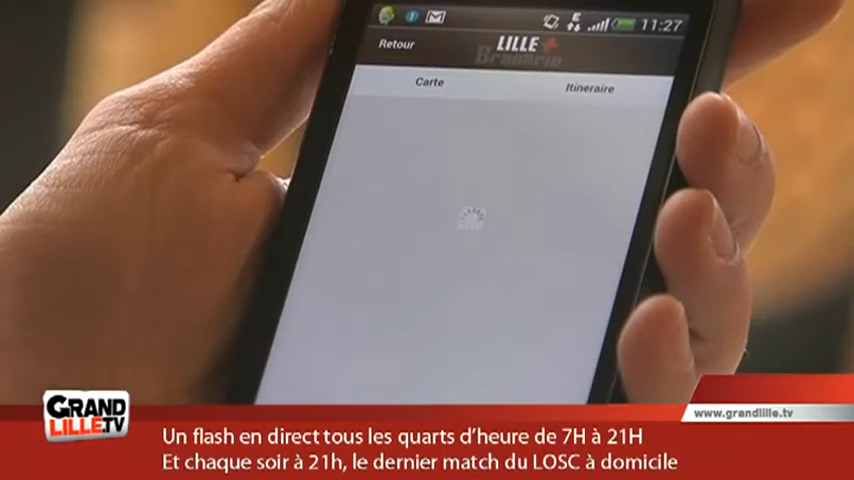 11:27
Retour
LILLE
Braderie
Carte
Itineraire
GRAND
LILLE.TV
www.grandlille.tv
Un flash en direct tous les quarts d'heure de 7H à 21H
Et chaque soir à 21h, le dernier match du LOSC à domicile